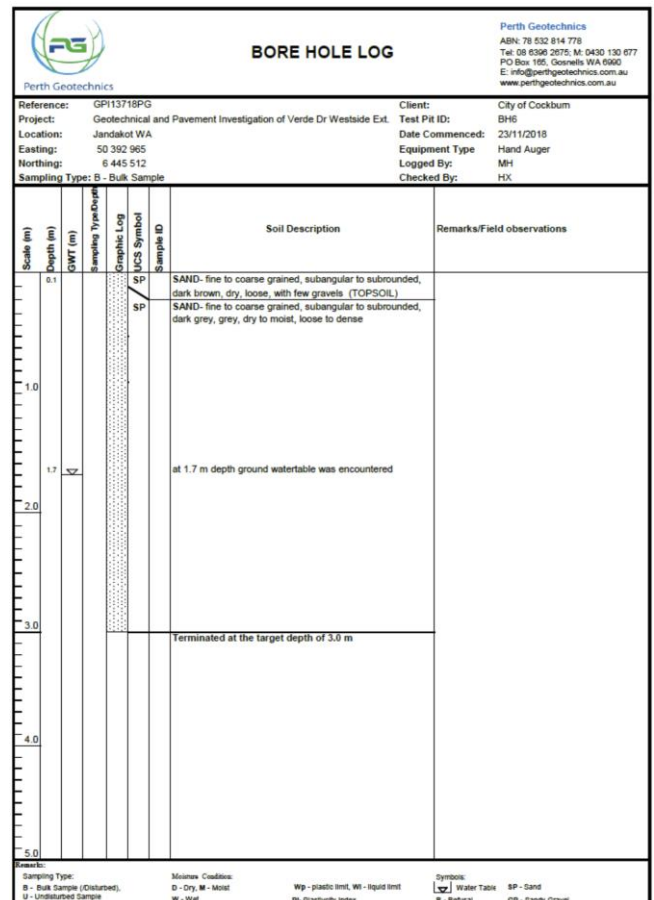 PG
Perth Geotechnics
BORE HOLE LOG
Perth Geotechnics
ABN: 78 532 814 778
Tel: 08 6396 2675; M: 0430 130 677
PO Box 165, Gosnells WA 6990
E: info@perthgeotechnics.com.au
www.perthgeotechnics.com.au
Reference: GPI13718PG Client: City of Cockburn
Project: Geotechnical and Pavement Investigation of Verde Dr Westside Ext. Test Pit ID: BH6
Location: Jandakot WA Date Commenced: 23/11/2018
Easting: 50 392 965 Equipment Type Hand Auger
Northing: 6 445 512 Logged By: MH
Sampling Type: B - Bulk Sample Checked By: HX
Scale (m) Depth (m) GWT (m) Sampling Type/Depth Graphic Log UCS Symbol Sample ID Soil Description Remarks/Field observations
0.1 SP SAND- fine to coarse grained, subangular to subrounded,
dark brown, dry, loose, with few gravels (TOPSOIL)
SP SAND- fine to coarse grained, subangular to subrounded,
dark grey, grey, dry to moist, loose to dense
1.0
1.7 at 1.7 m depth ground watertable was encountered
2.0
3.0
Terminated at the target depth of 3.0 m
4.0
5.0
Remarks:
Sampling Type: Moisture Condition: Symbols:
B - Bulk Sample (/Disturbed), D - Dry, M - Moist Wp - plastic limit, Wl - liquid limit Water Table SP - Sand
U - Undisturbed Sample W - Wet PI- Plasticity Index R - Refusal GP - Sandy Gravel